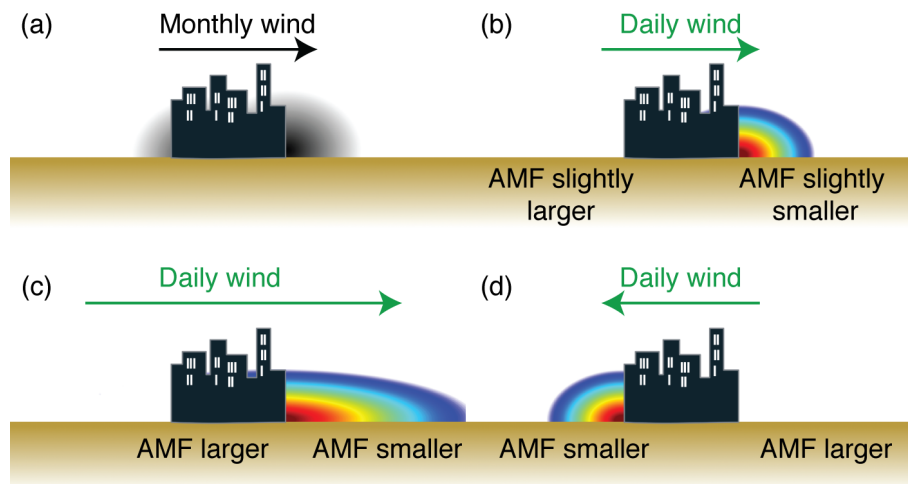 (a)
Monthly wind
(b)
Daily wind
AMF slightly
larger
AMF slightly
smaller
(c)
Daily wind
AMF larger
AMF smaller
(d)
Daily wind
AMF smaller
AMF larger